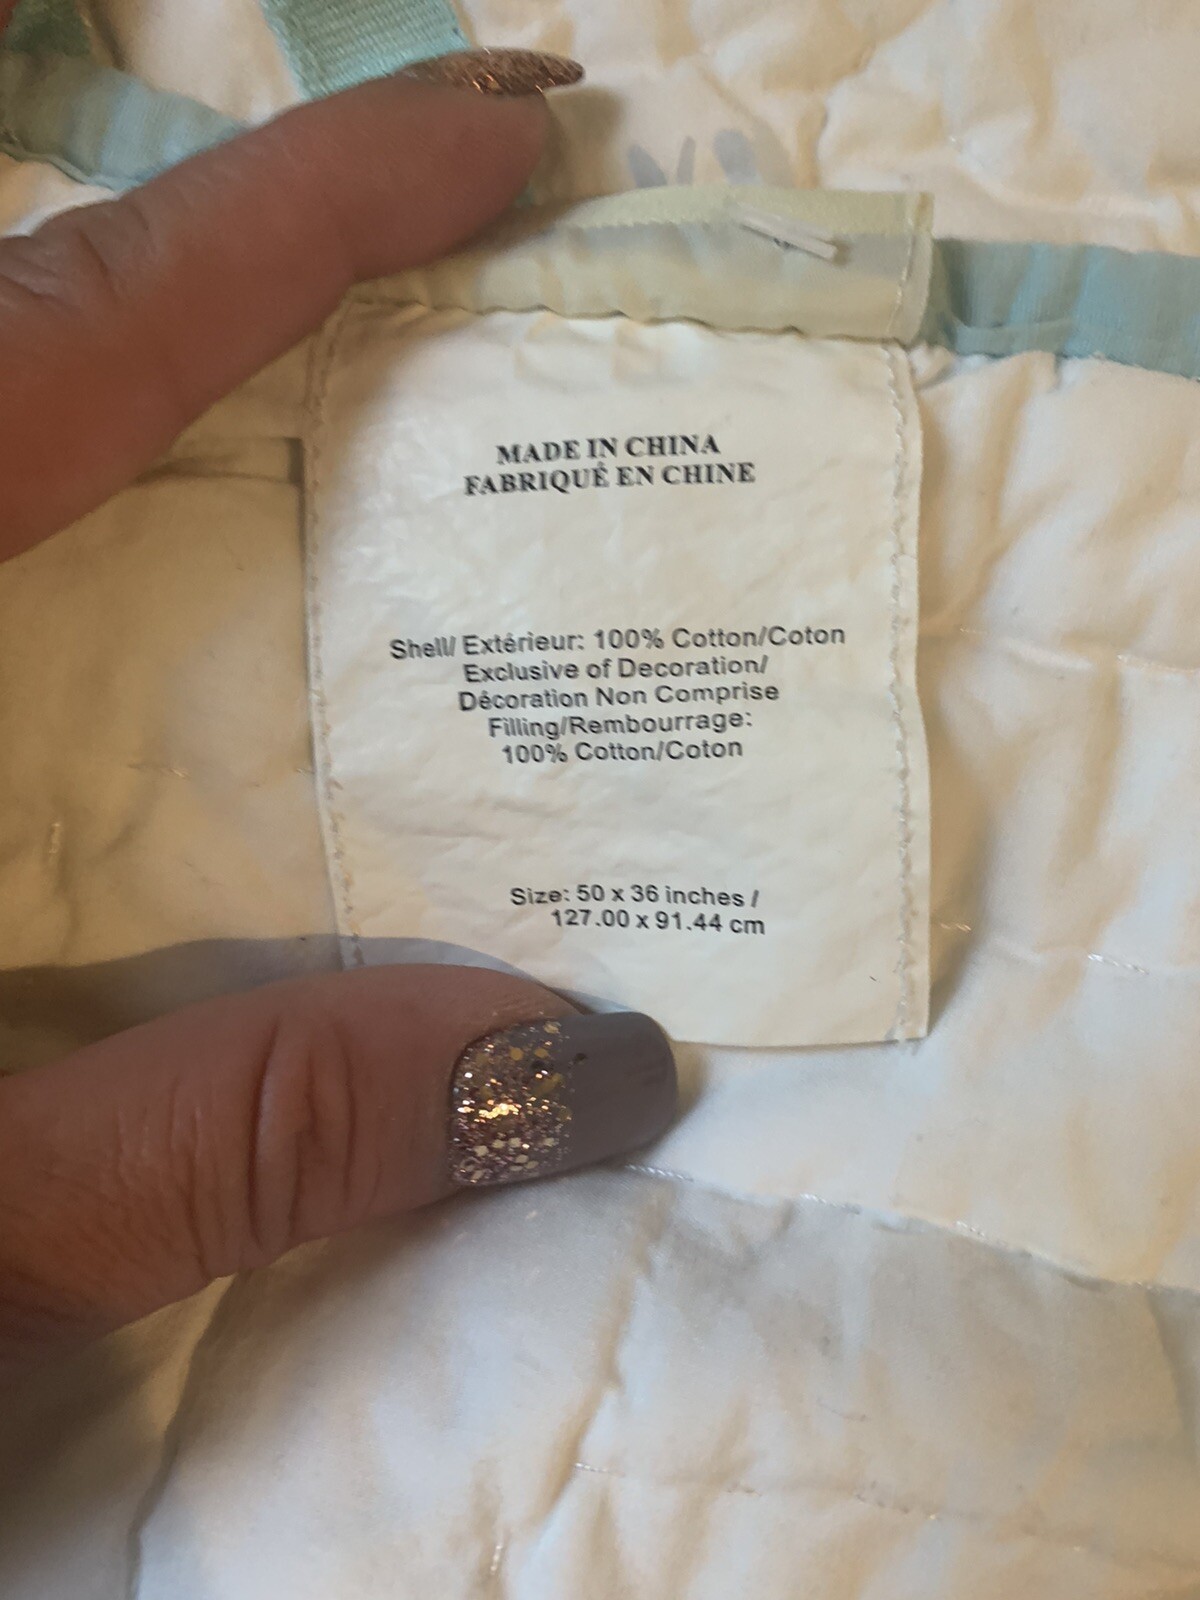 MADE IN CHINA
FABRIQUÉ EN CHINE
Shell/ Extérieur: 100% Cotton/Coton
Exclusive of Decoration/
Décoration Non Comprise
Filling/Rembourrage:
100% Cotton/Coton
Size: 50 x 36 inches /
127.00 x 91.44 cm